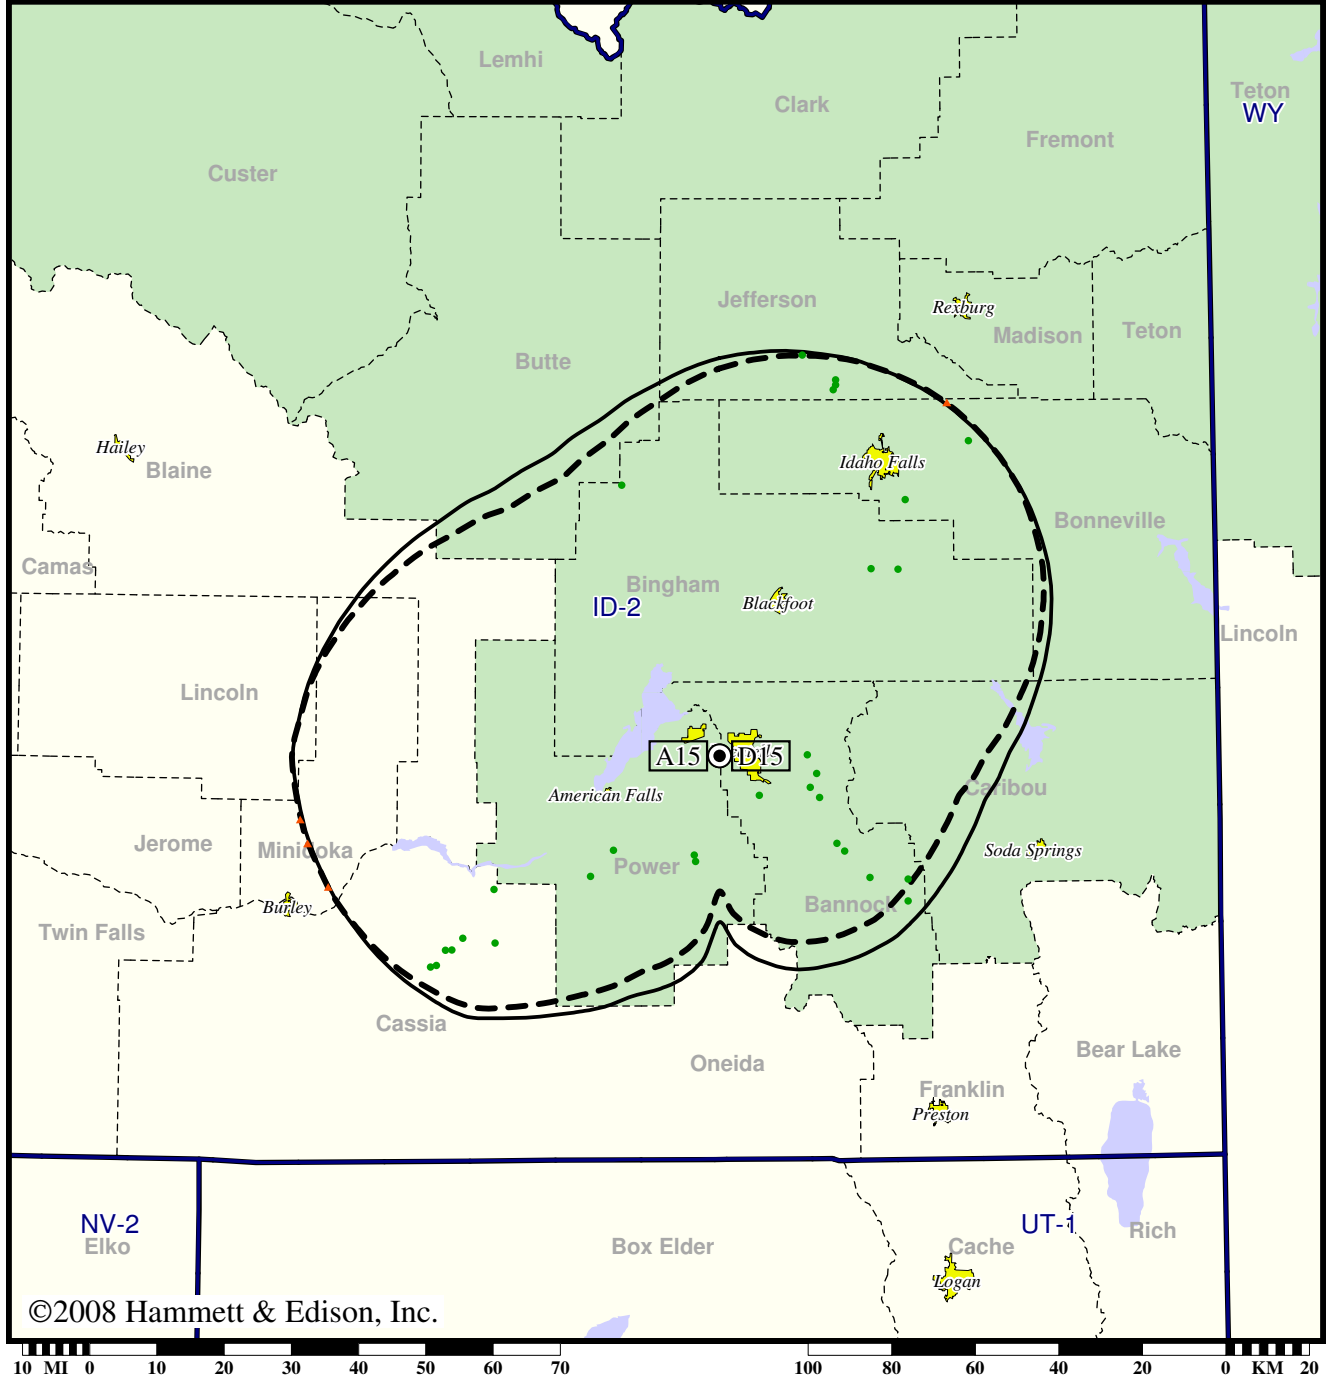 Lemhi
Teton
WY
Clark
Fremont
Custer
Jefferson
Rexburg
Madison
Teton
Butte
Hailey
Blaine
Idaho Falls
Bonneville
Camas
Bingham
ID-2
Blackfoot
Lincoln
Lincoln
A15
D15
American Falls
Caribou
Jerome
Minidoka
Soda Springs
Power
Burley
Bannock
Twin Falls
Cassia
Bear Lake
Oneida
Franklin
Preston
NV-2
UT-1
Elko
Box Elder
Cache
Rich
Logan
©2008 Hammett & Edison, Inc.
10 MI 0 10 20 30 40 50 60 70 100 80 60 40 20 0 KM 20